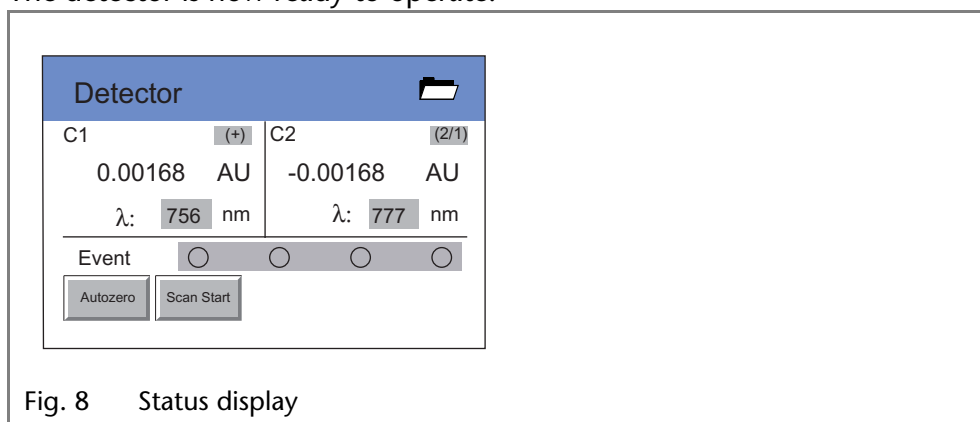 The detector is now ready to operate.
Detector
C1 (+) C2 (2/1)
0.00168 AU -0.00168 AU
λ: 756 nm λ: 777 nm
Event
Autozero Scan Start
Fig. 8 Status display